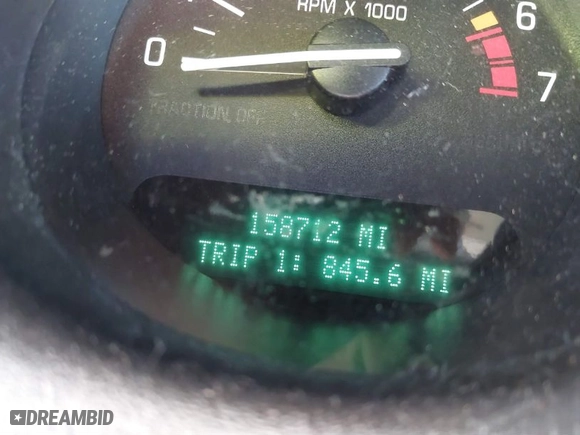 RPM X 1000
0
6
7
TRACTION OFF
158712 MI
TRIP 1: 845.6 MI
DREAMBID